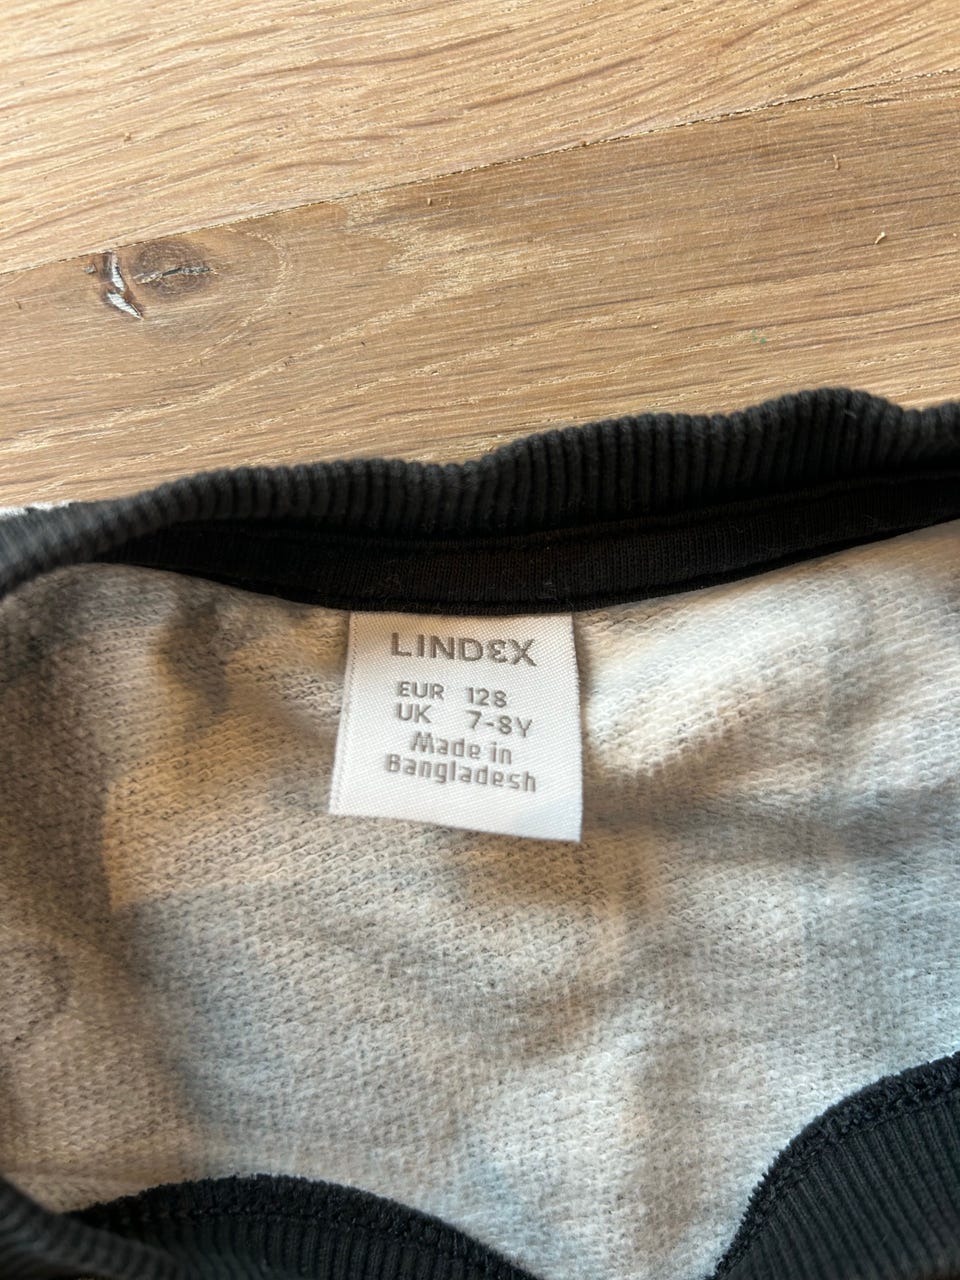 LINDEX
EUR 128
UK 7-8Y
Made in
Bangladesh